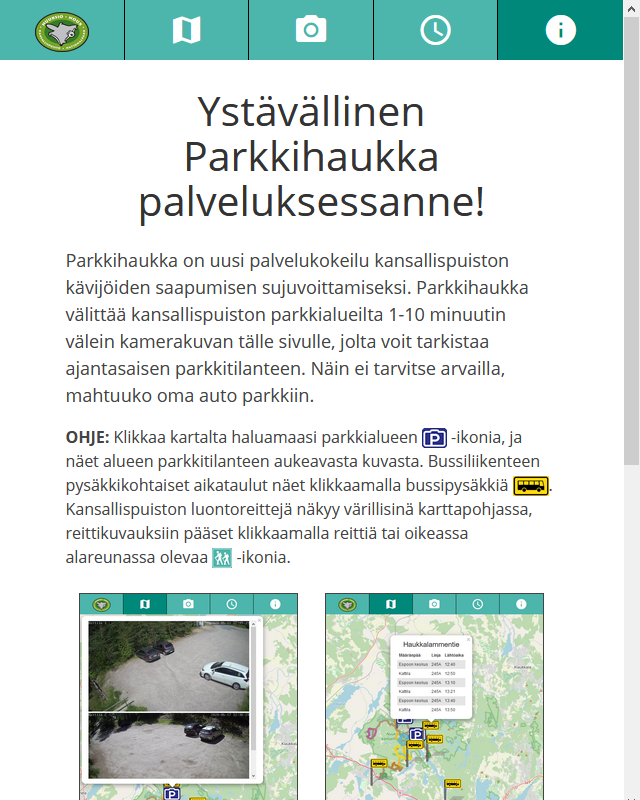 Ystävällinen
Parkkihaukka
palveluksessanne!
Parkkihaukka on uusi palvelukokeilu kansallispuiston
kävijöiden saapumisen sujuvoittamiseksi. Parkkihaukka
välittää kansallispuiston parkkialueilta 1-10 minuutin
välein kamerakuvan tälle sivulle, jolta voit tarkistaa
ajantasaisen parkkitilanteen. Näin ei tarvitse arvailla,
mahtuuko oma auto parkkiin.
OHJE: Klikkaa kartalta haluamaasi parkkialueen P -ikonia, ja
näet alueen parkkitilanteen aukeavasta kuvasta. Bussiliikenteen
pysäkkikohtaiset aikataulut näet klikkaamalla bussipysäkkiä .
Kansallispuiston luontoreittejä näkyy värillisinä karttapohjassa,
reittikuvauksiin pääset klikkaamalla reittiä tai oikeassa
alareunassa olevaa -ikonia.
Haukkalammentie
Määränpää Linja Lähtöaika
Espoon keskus 245A 12:40
Kattila 245A 12:50
Espoon keskus 245A 13:10
Kattila 245A 13:21
Espoon keskus 245A 13:40
Kattila 245A 13:50